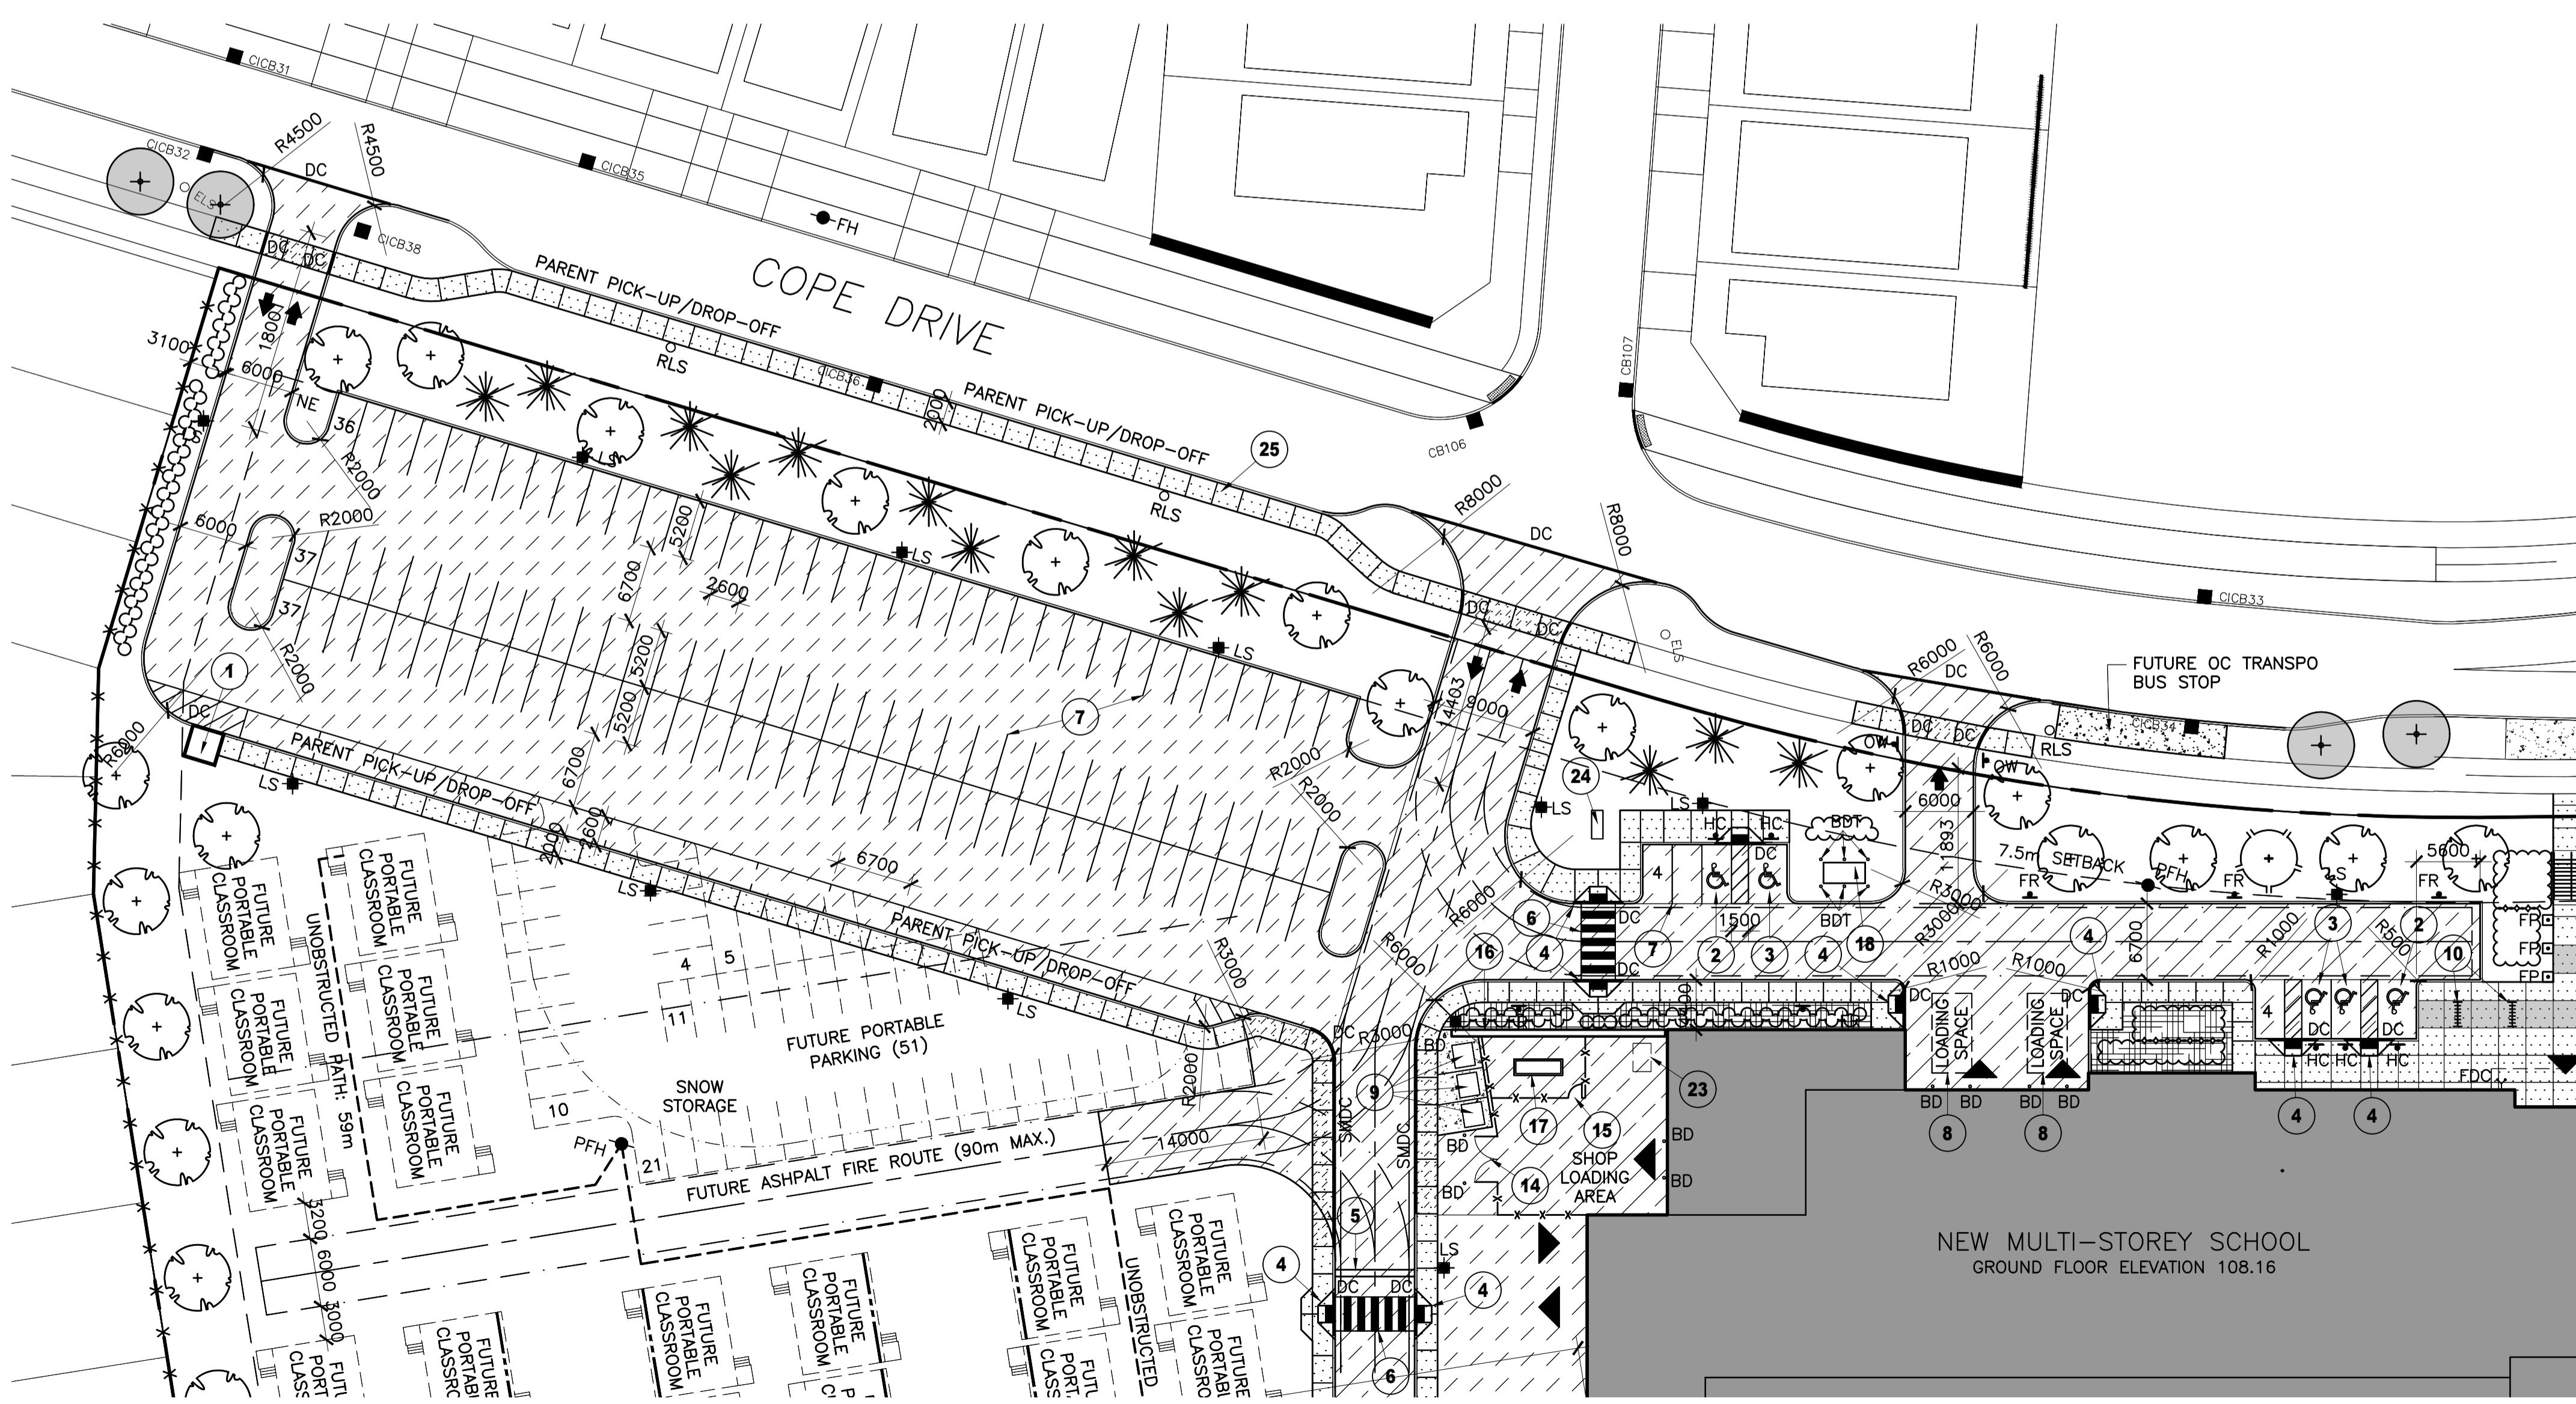 CICB31
CICB32
R4500
R4500
DC
CICB35
ELS
CICB38
FH
DC
DC
PARENT PICK-UP/DROP-OFF
COPE DRIVE
1800
3100
6000
NE
36
RLS
CICB36
2000
PARENT PICK-UP/DROP-OFF
25
CB106
CB107
R2000
LS
LS
6000
R2000
37
37
R2000
5200
6700
2600
LS
RLS
R8000
DC
R8000
CICB33
5200
5200
6700
LS
DC
DC
ELS
1
DC
R6000
7
14403
9000
R6000
R6000
DC
FUTURE OC TRANSPO
BUS STOP
CICB34
DC
DC
RLS
OW
OW
PARENT PICK-UP/DROP-OFF
LS
2000
2600
LS
6700
R2000
R2000
24
LS
LS
HC
HC
DC
4
BDT
BDT
6000
11893
7.5m SETBACK
PFH
LS
5600
FR
FR
FR
R3000
R3000
FUTURE
PORTABLE
CLASSROOM
FUTURE
PORTABLE
CLASSROOM
UNOBSTRUCTED PATH: 59m
FUTURE
PORTABLE
CLASSROOM
FUTURE
PORTABLE
CLASSROOM
FUTURE
PORTABLE
CLASSROOM
FUTURE
PORTABLE
CLASSROOM
PARENT PICK-UP/DROP-OFF
LS
4
5
11
10
21
FUTURE PORTABLE
PARKING (51)
SNOW
STORAGE
PFH
FUTURE ASHPALT FIRE ROUTE (90m MAX.)
14000
R3000
R3000
R2000
DC
R6000
R6000
6
DC
DC
16
4
7
1500
2
3
4
18
4
6700
R1000
R1000
R1000
3
R500
2
10
FP
FP
FP
DC
DC
LOADING
SPACE
LOADING
SPACE
4
DC
DC
HC
HC
HC
FDC
BD
BD
BD
BD
8
8
4
4
BD
9
17
15
23
BD
BD
BD
BD
14
SHOP
LOADING
AREA
SMDC
SMDC
5
LS
4
DC
DC
4
6
NEW MULTI-STOREY SCHOOL
GROUND FLOOR ELEVATION 108.16
3200
6000
3000
FUTURE
PORTABLE
CLASSROOM
FUTURE
PORTABLE
CLASSROOM
FUTURE
PORTABLE
CLASSROOM
UNOBSTRUCTED
FUTURE
PORTABLE
CLASSROOM